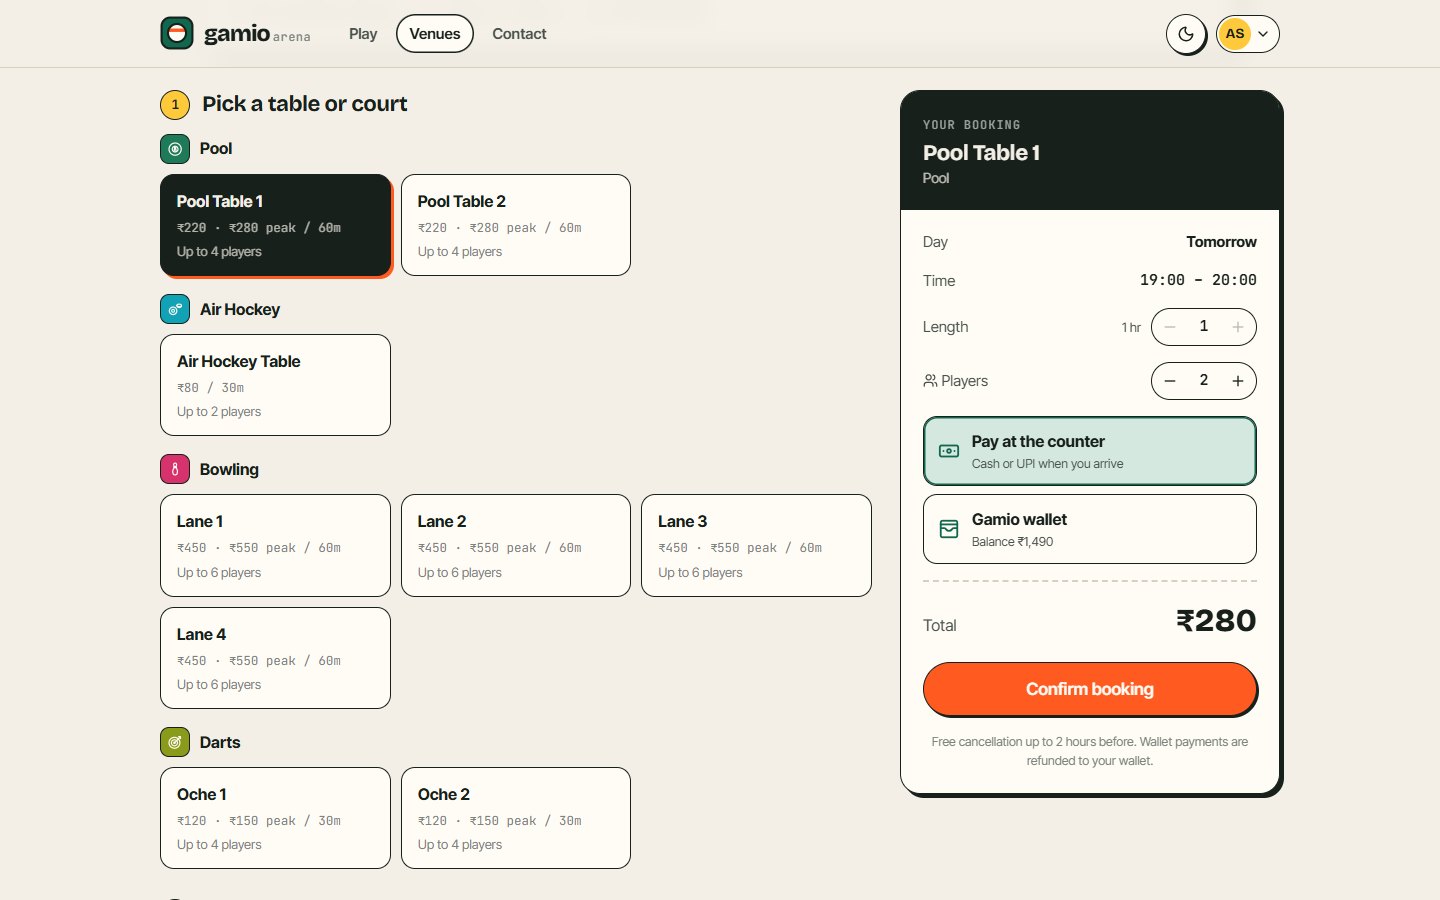 gamio arena Play Venues Contact AS
1 Pick a table or court
Pool
Pool Table 1
₹220 · ₹280 peak / 60m
Up to 4 players
Pool Table 2
₹220 · ₹280 peak / 60m
Up to 4 players
Air Hockey
Air Hockey Table
₹80 / 30m
Up to 2 players
Bowling
Lane 1
₹450 · ₹550 peak / 60m
Up to 6 players
Lane 2
₹450 · ₹550 peak / 60m
Up to 6 players
Lane 3
₹450 · ₹550 peak / 60m
Up to 6 players
Lane 4
₹450 · ₹550 peak / 60m
Up to 6 players
Darts
Oche 1
₹120 · ₹150 peak / 30m
Up to 4 players
Oche 2
₹120 · ₹150 peak / 30m
Up to 4 players
YOUR BOOKING
Pool Table 1
Pool
Day Tomorrow
Time 19:00 – 20:00
Length 1 hr − 1 +
Players − 2 +
Pay at the counter
Cash or UPI when you arrive
Gamio wallet
Balance ₹1,490
Total ₹280
Confirm booking
Free cancellation up to 2 hours before. Wallet payments are
refunded to your wallet.